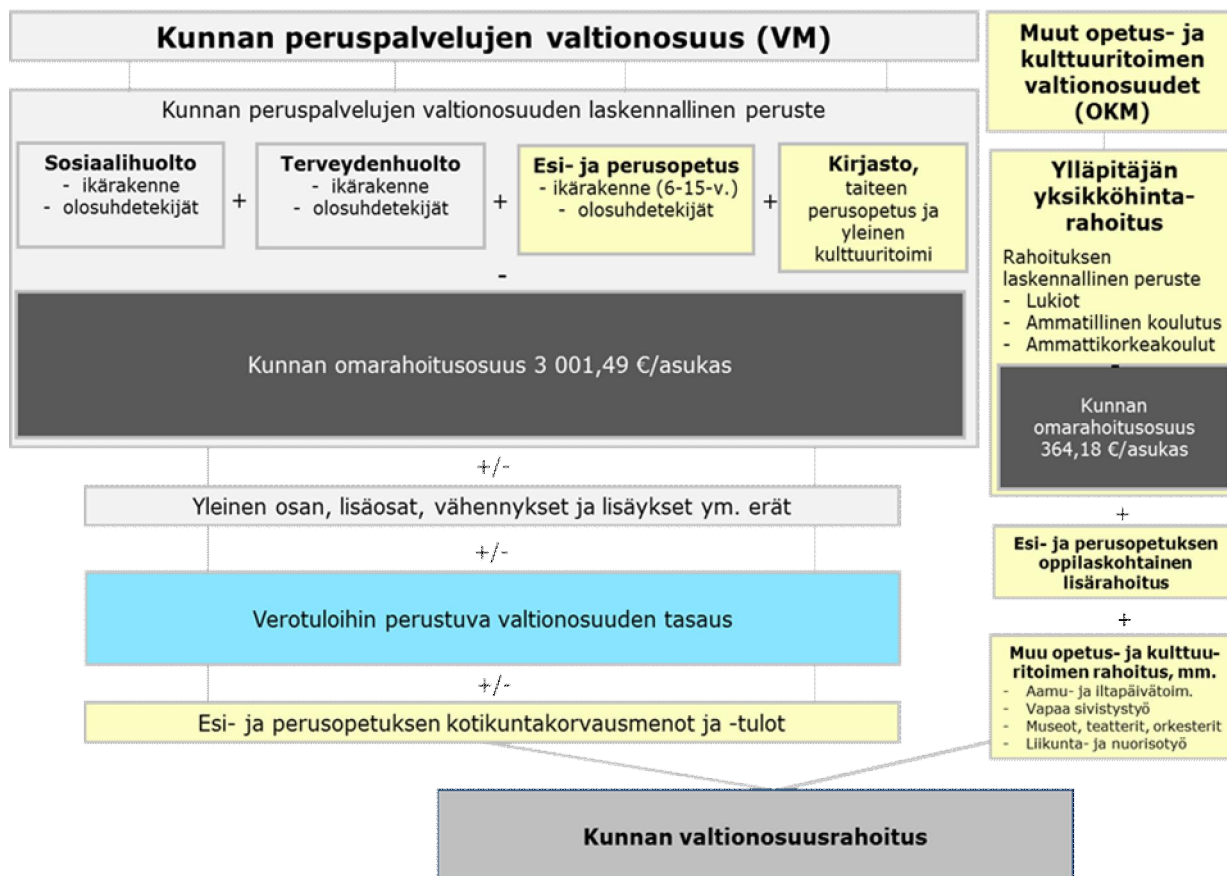 Kunnan peruspalvelujen valtionosuus (VM)
Kunnan peruspalvelujen valtionosuuden laskennallinen peruste
Sosiaalihuolto
- ikärakenne
- olosuhdetekijät
+
Terveydenhuolto
- ikärakenne
- olosuhdetekijät
+
Esi- ja perusopetus
- ikärakenne (6-15-v.)
- olosuhdetekijät
+
Kirjasto,
taiteen
perusopetus ja
yleinen
kulttuuritoimi
-
Kunnan omarahoitusosuus 3 001,49 €/asukas
+/-
Yleinen osan, lisäosat, vähennykset ja lisäykset ym. erät
+/-
Verotuloihin perustuva valtionosuuden tasaus
+/-
Esi- ja perusopetuksen kotikuntakorvausmenot ja -tulot
Muut opetus- ja
kulttuuritoimen
valtionosuudet
(OKM)
Ylläpitäjän
yksikköhinta-
rahoitus
Rahoituksen
laskennallinen peruste
- Lukiot
- Ammatillinen koulutus
- Ammattikorkeakoulut
-
Kunnan
omarahoitusosuus
364,18 €/asukas
+
Esi- ja perusopetuksen
oppilaskohtainen
lisärahoitus
+
Muu opetus- ja kulttuu-
ritoimen rahoitus, mm.
- Aamu- ja iltapäivätoim.
- Vapaa sivistystyö
- Museot, teatterit, orkesterit
- Liikunta- ja nuorisotyö
Kunnan valtionosuusrahoitus